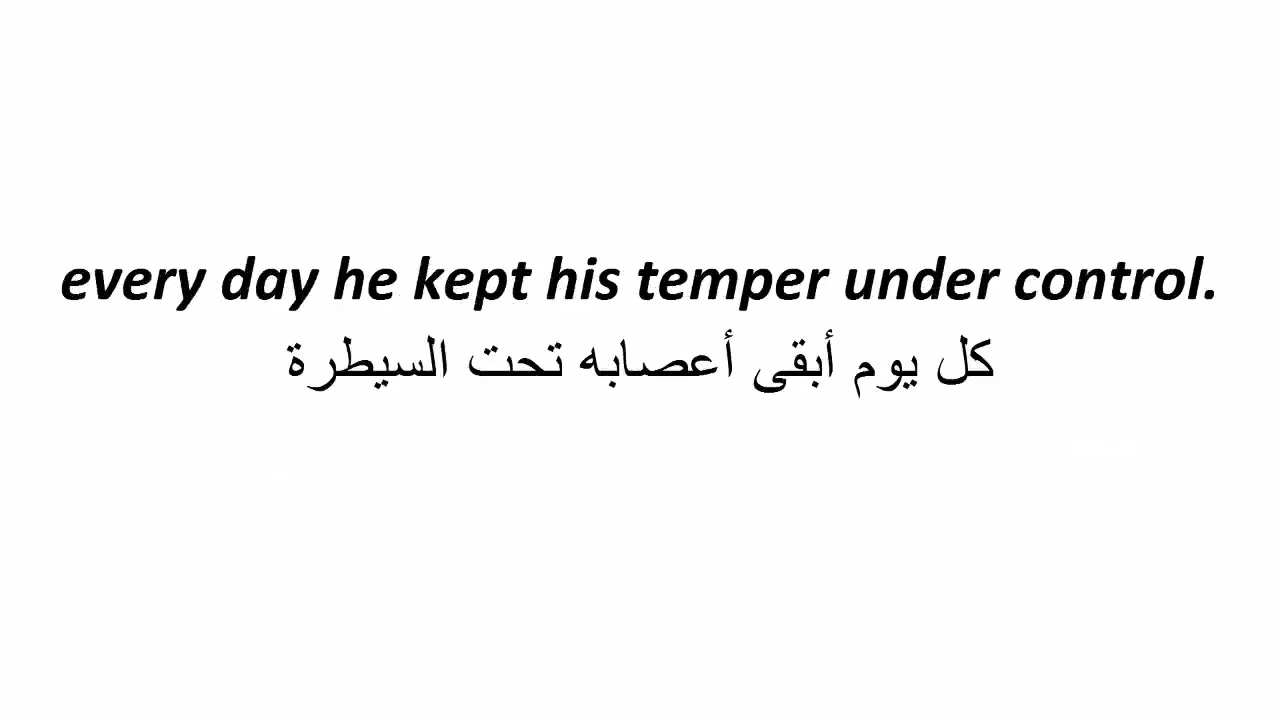 every day he kept his temper under control.
كل يوم أبقى أعصابه تحت السيطرة